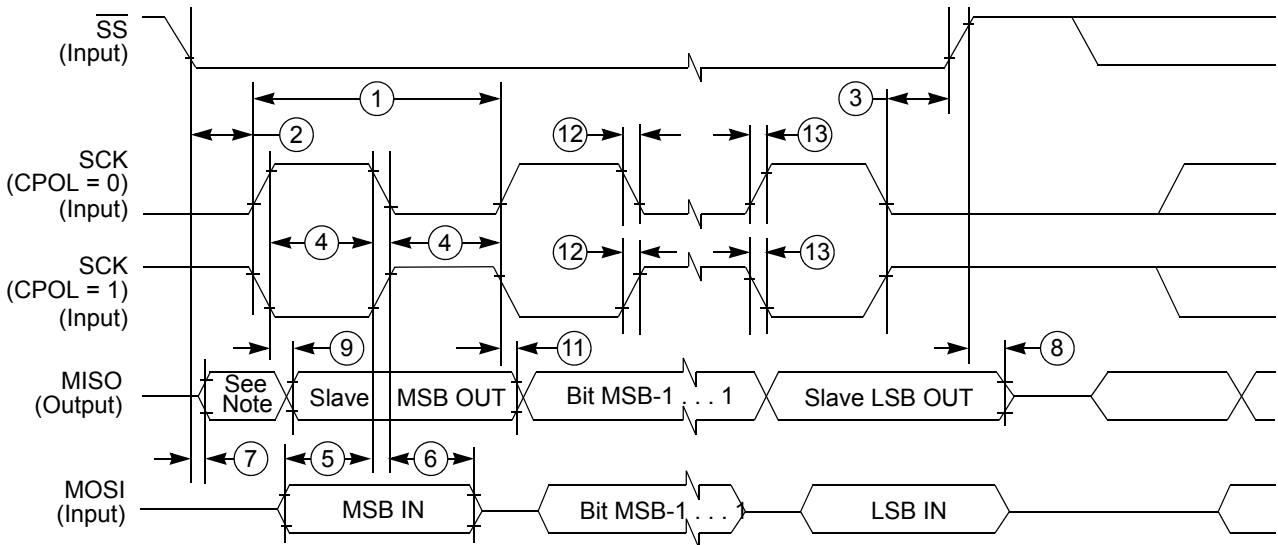 SS
(Input)
1
3
2
12
13
SCK
(CPOL = 0)
(Input)
4
4
12
13
SCK
(CPOL = 1)
(Input)
9
11
8
MISO
(Output)
See
Note
Slave
MSB OUT
Bit MSB-1 . . . 1
Slave LSB OUT
7
5
6
MOSI
(Input)
MSB IN
Bit MSB-1 . . . 1
LSB IN